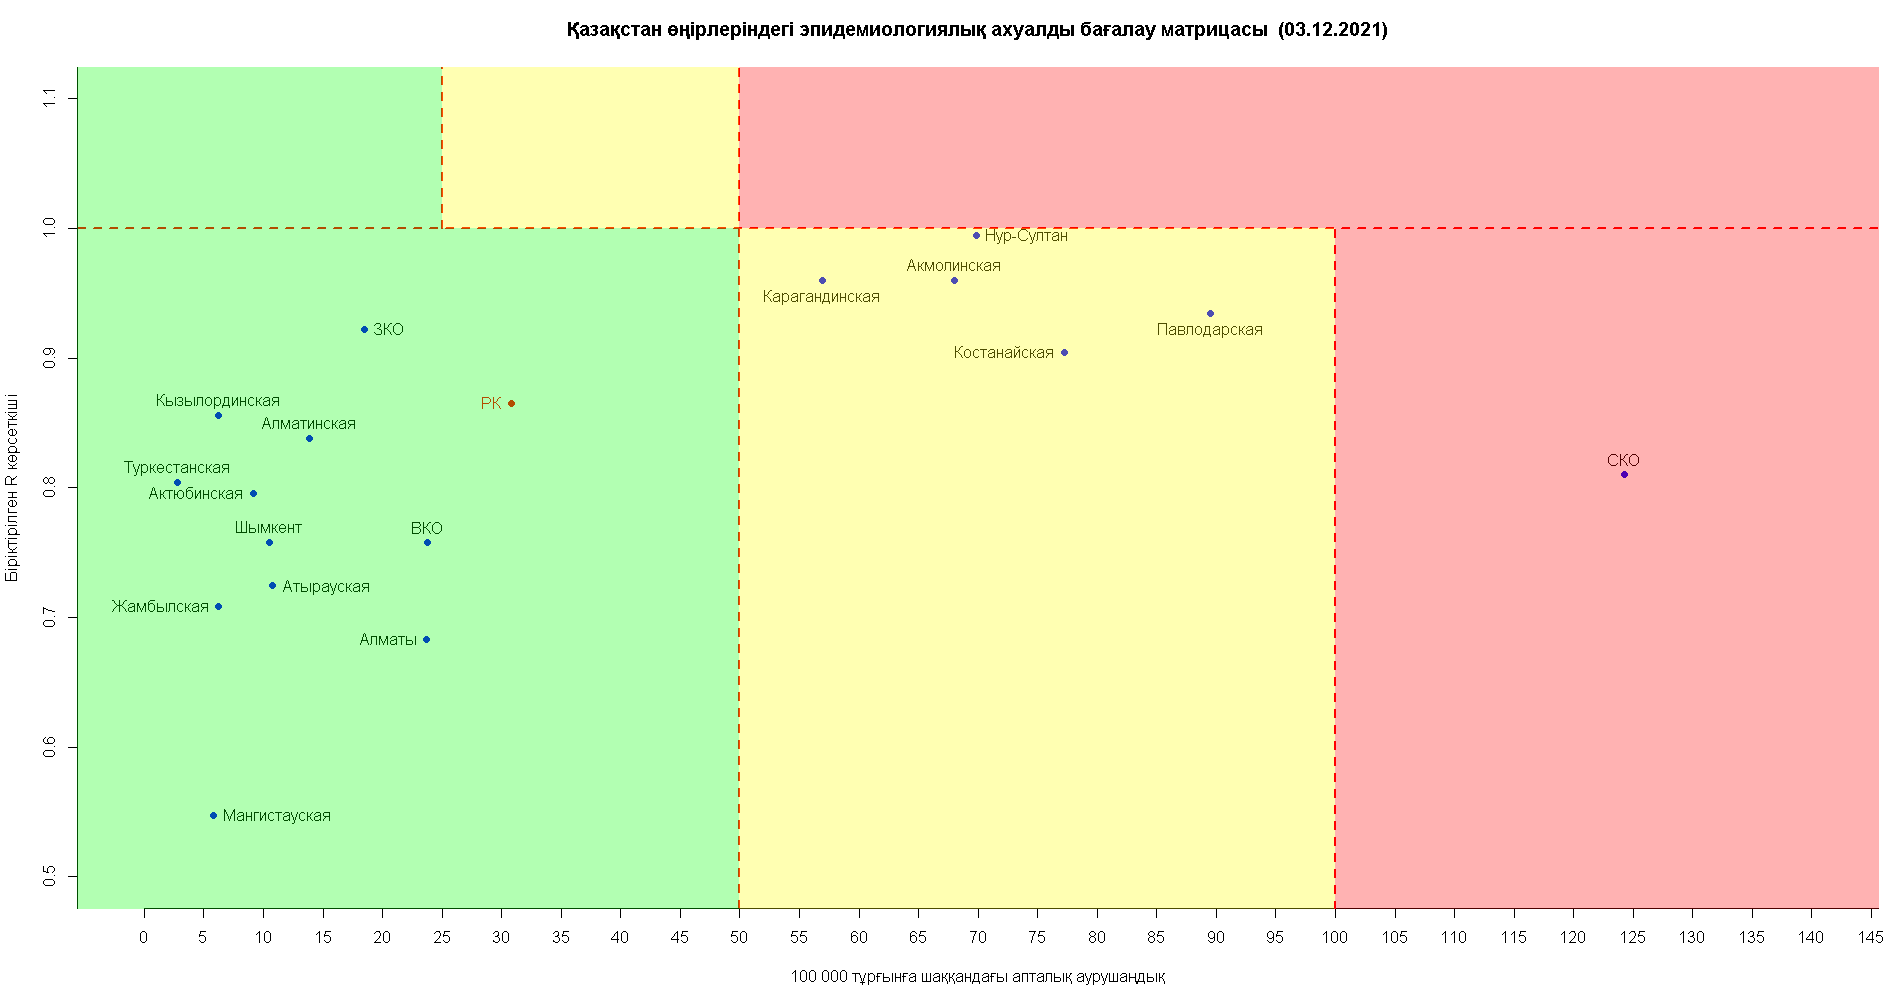 Қазақстан өңірлеріндегі эпидемиологиялық ахуалды бағалау матрицасы (03.12.2021)
1.1
1.0
0.9
0.8
0.7
0.6
0.5
Біріктірілген R көрсеткіші
Нур-Султан
Акмолинская
Карагандинская
Павлодарская
ЗКО
Костанайская
Кызылординская
РК
Алматинская
СКО
Туркестанская
Актюбинская
Шымкент
ВКО
Атырауская
Жамбылская
Алматы
Мангистауская
0 5 10 15 20 25 30 35 40 45 50 55 60 65 70 75 80 85 90 95 100 105 110 115 120 125 130 135 140 145
100 000 тұрғынға шаққандағы апталық аурушаңдық